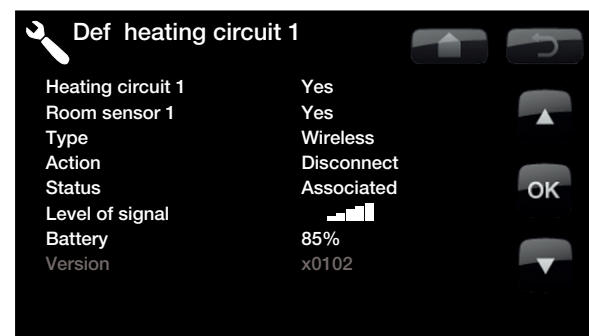 Def heating circuit 1
Heating circuit 1 Yes
Room sensor 1 Yes
Type Wireless
Action Disconnect
Status Associated
OK
Level of signal
Battery 85%
Version x0102